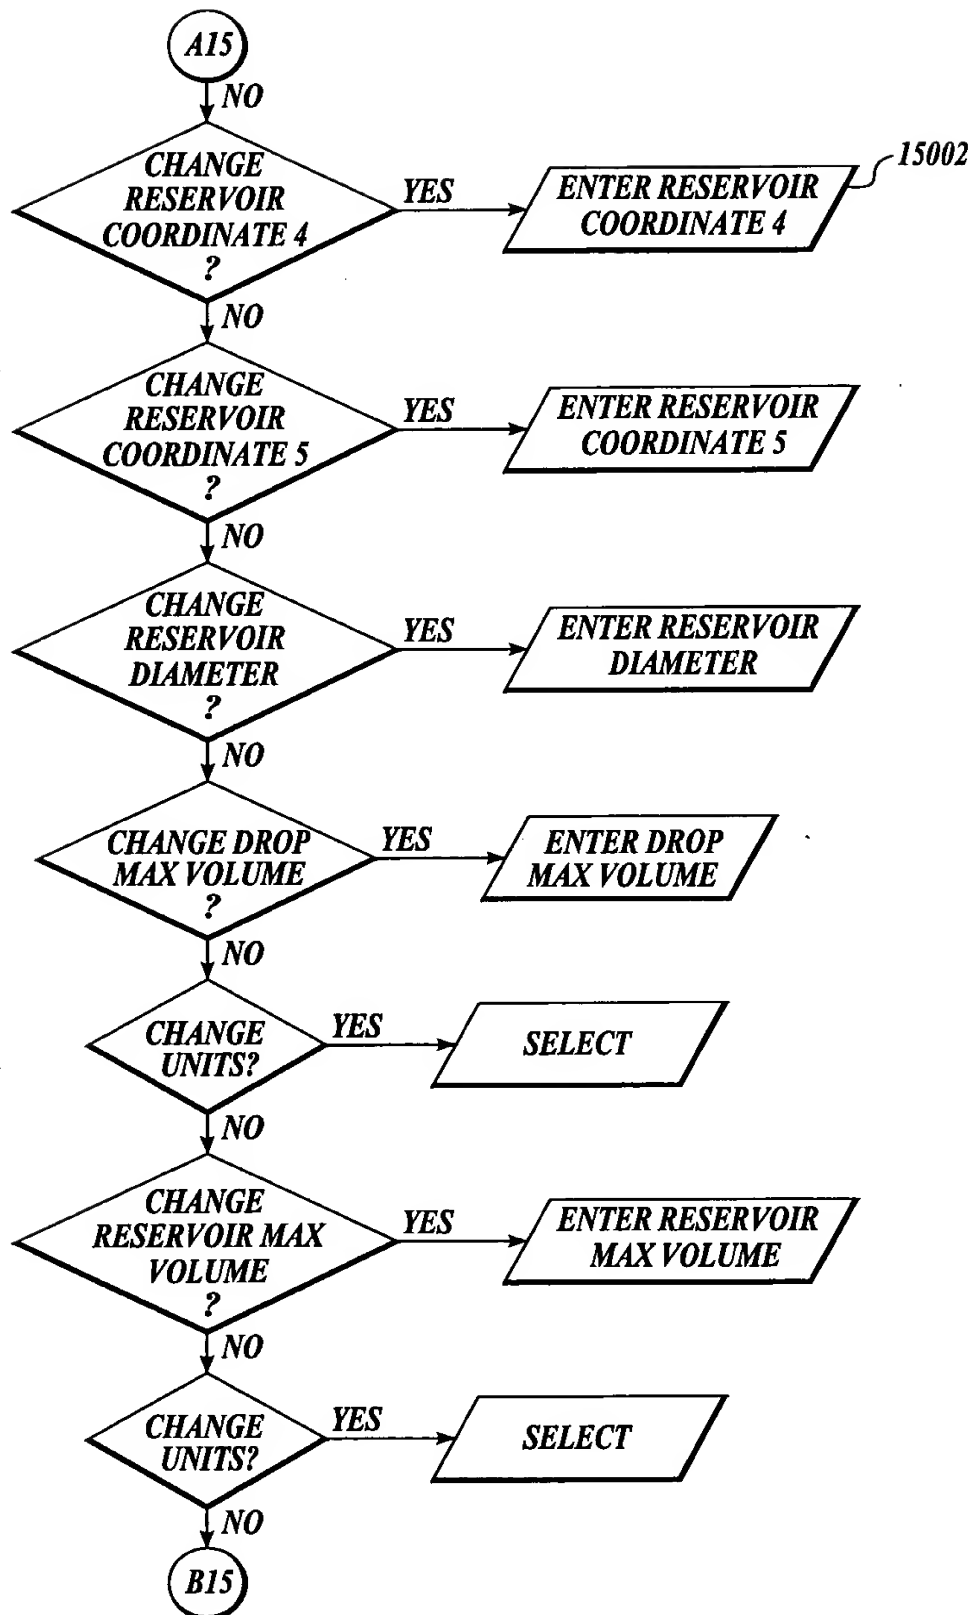 A15
NO
CHANGE
RESERVOIR
COORDINATE 4
?
YES
ENTER RESERVOIR
COORDINATE 4
15002
NO
CHANGE
RESERVOIR
COORDINATE 5
?
YES
ENTER RESERVOIR
COORDINATE 5
NO
CHANGE
RESERVOIR
DIAMETER
?
YES
ENTER RESERVOIR
DIAMETER
NO
CHANGE DROP
MAX VOLUME
?
YES
ENTER DROP
MAX VOLUME
NO
CHANGE
UNITS?
YES
SELECT
NO
CHANGE
RESERVOIR MAX
VOLUME
?
YES
ENTER RESERVOIR
MAX VOLUME
NO
CHANGE
UNITS?
YES
SELECT
NO
B15